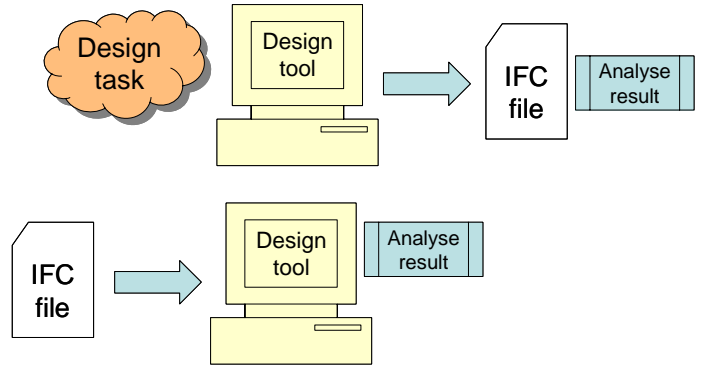 Design
task
Design
tool
IFC
file
Analyse
result
IFC
file
Design
tool
Analyse
result